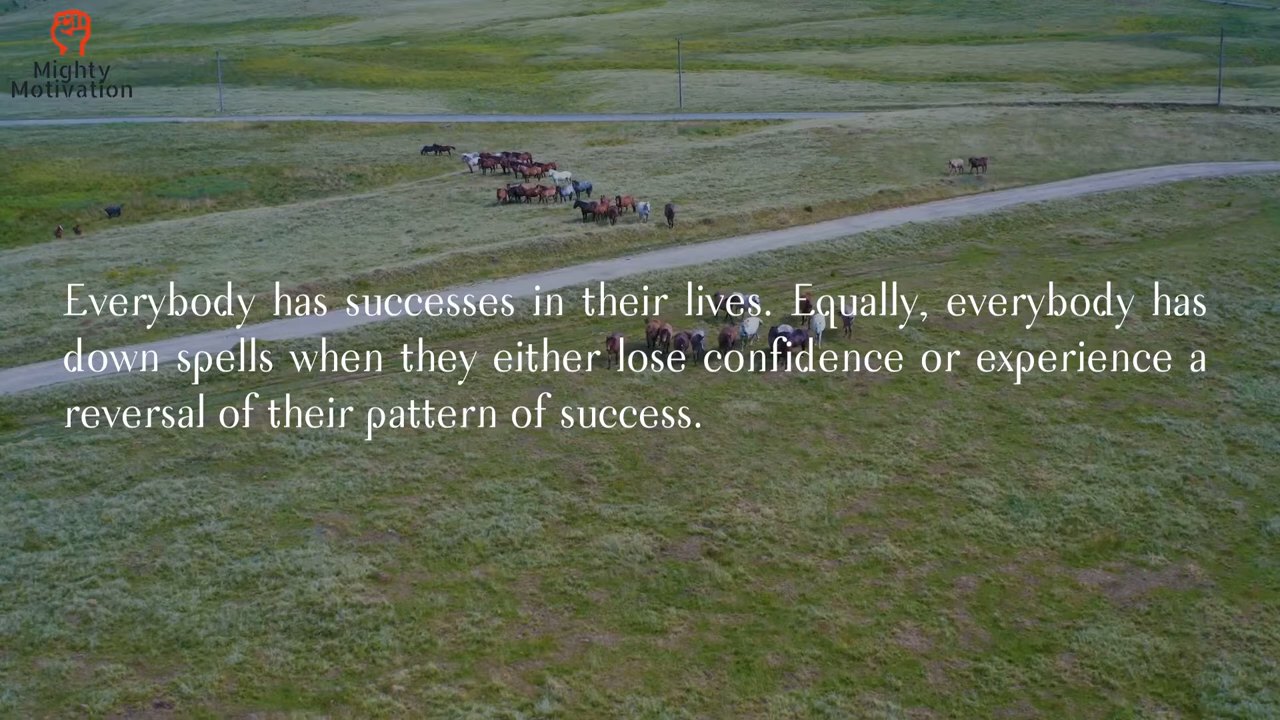 Mighty
Motivation
Everybody has successes in their lives. Equally, everybody has
down spells when they either lose confidence or experience a
reversal of their pattern of success.